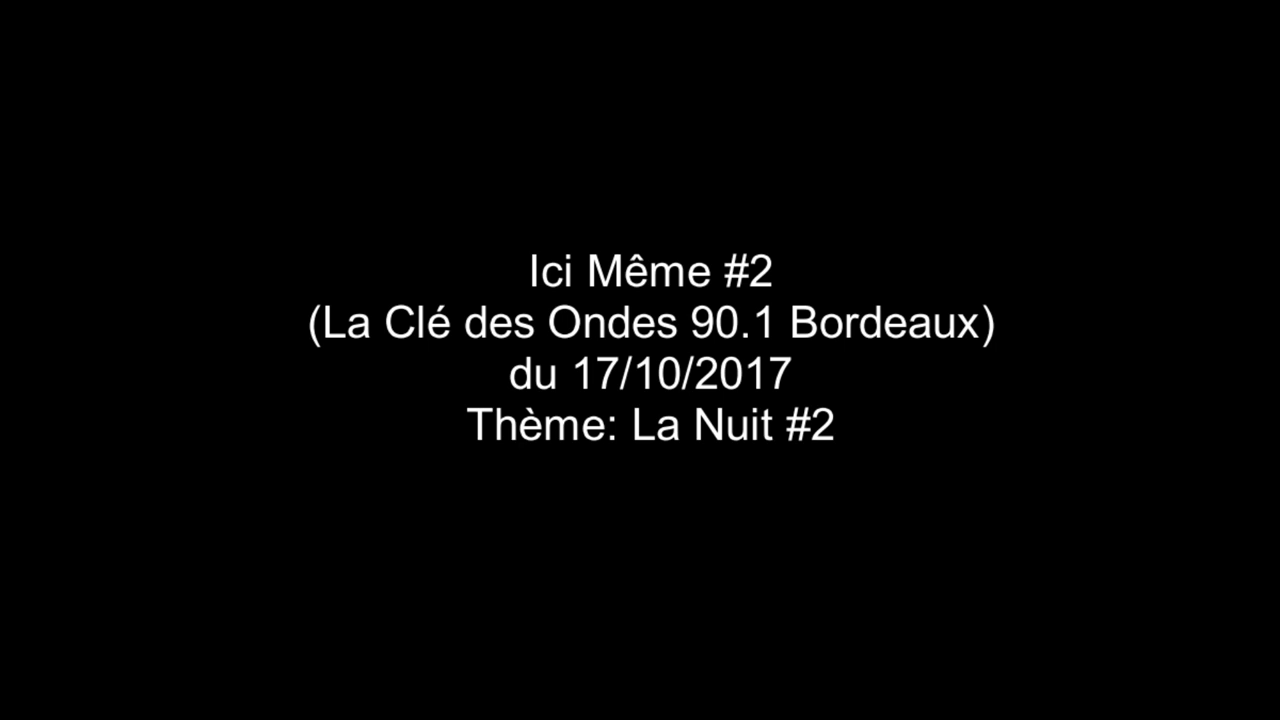 Ici Même #2
(La Clé des Ondes 90.1 Bordeaux)
du 17/10/2017
Thème: La Nuit #2